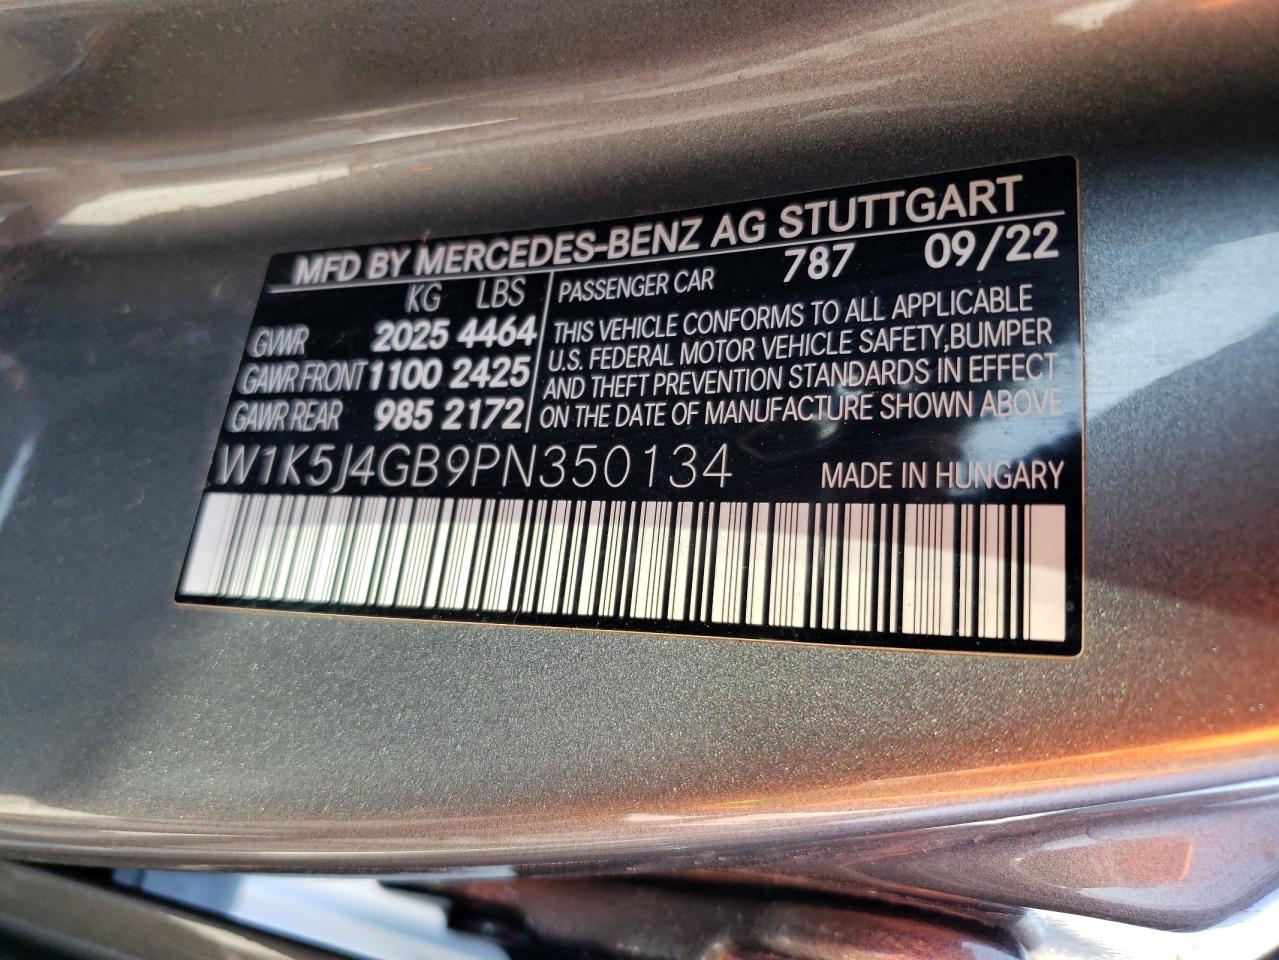 MFD BY MERCEDES-BENZ AG STUTTGART
KG LBS
GVWR 2025 4464
GAWR FRONT 1100 2425
GAWR REAR 985 2172
PASSENGER CAR 787 09/22
THIS VEHICLE CONFORMS TO ALL APPLICABLE
U.S. FEDERAL MOTOR VEHICLE SAFETY,BUMPER
AND THEFT PREVENTION STANDARDS IN EFFECT
ON THE DATE OF MANUFACTURE SHOWN ABOVE
W1K5J4GB9PN350134 MADE IN HUNGARY